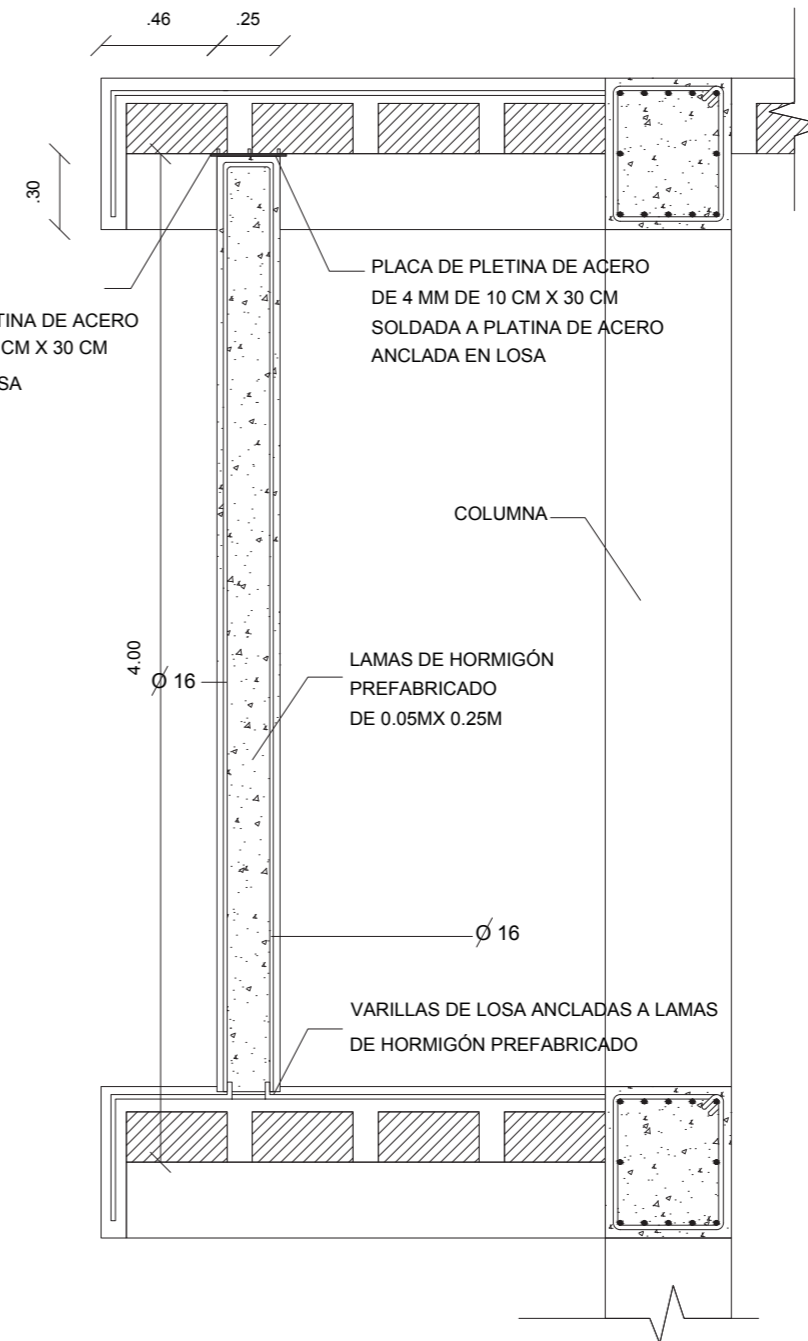 .46
.25
.30
PLACA DE PLETINA DE ACERO
DE 4 MM DE 10 CM X 30 CM
SOLDADA A PLATINA DE ACERO
ANCLADA EN LOSA
DE ACERO
CM X 30 CM
COLUMNA
4.00
Ø 16
LAMAS DE HORMIGÓN
PREFABRICADO
DE 0.05MX 0.25M
Ø 16
VARILLAS DE LOSA ANCLADAS A LAMAS
DE HORMIGÓN PREFABRICADO